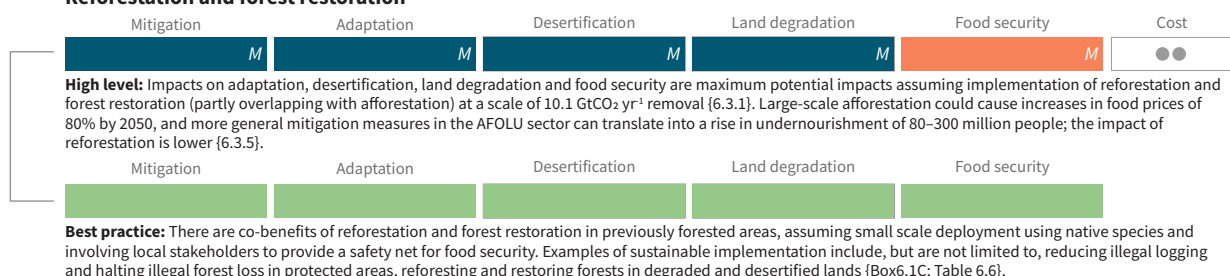 Reforestation and forest restoration
Mitigation Adaptation Desertification Land degradation Food security Cost
M M M M M
High level: Impacts on adaptation, desertification, land degradation and food security are maximum potential impacts assuming implementation of reforestation and
forest restoration (partly overlapping with afforestation) at a scale of 10.1 GtCO₂ yr⁻¹ removal {6.3.1}. Large-scale afforestation could cause increases in food prices of
80% by 2050, and more general mitigation measures in the AFOLU sector can translate into a rise in undernourishment of 80–300 million people; the impact of
reforestation is lower {6.3.5}.
Mitigation Adaptation Desertification Land degradation Food security
Best practice: There are co-benefits of reforestation and forest restoration in previously forested areas, assuming small scale deployment using native species and
involving local stakeholders to provide a safety net for food security. Examples of sustainable implementation include, but are not limited to, reducing illegal logging
and halting illegal forest loss in protected areas, reforesting and restoring forests in degraded and desertified lands {Box6.1C; Table 6.6}.